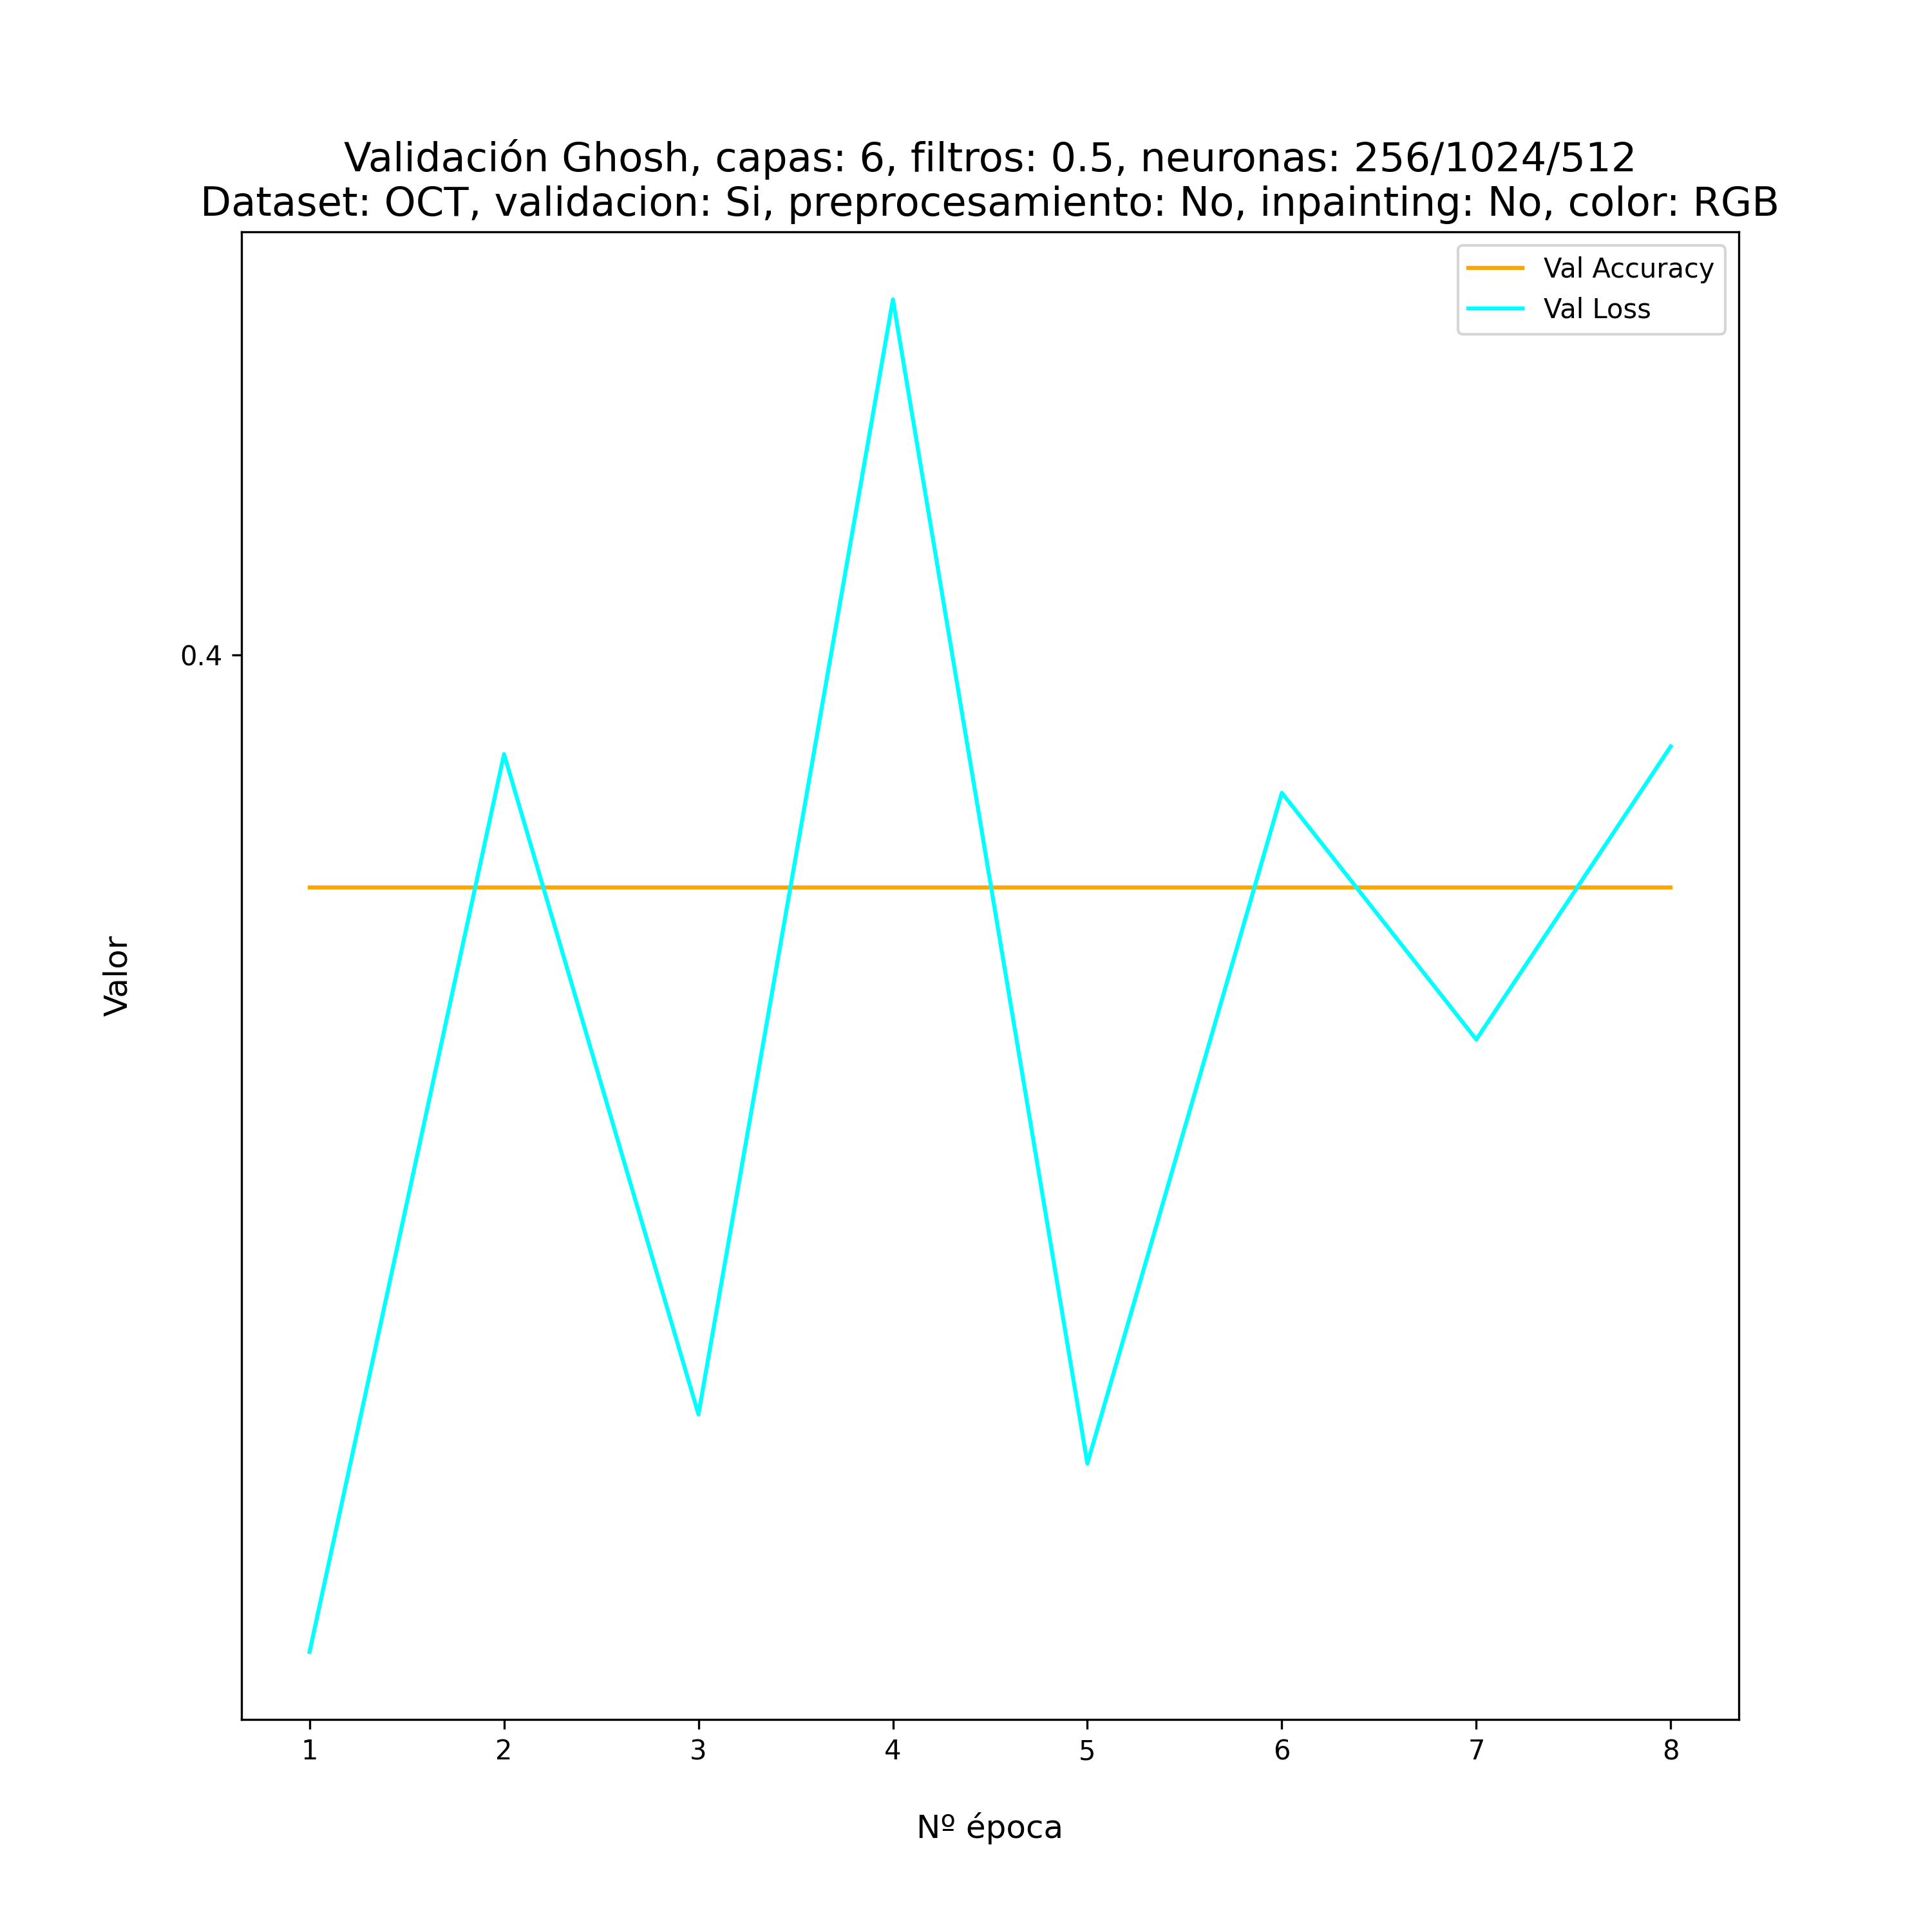 Validación Ghosh, capas: 6, filtros: 0.5, neuronas: 256/1024/512
Dataset: OCT, validacion: Si, preprocesamiento: No, inpainting: No, color: RGB
Val Accuracy
Val Loss
0.4
Valor
1 2 3 4 5 6 7 8
Nº época